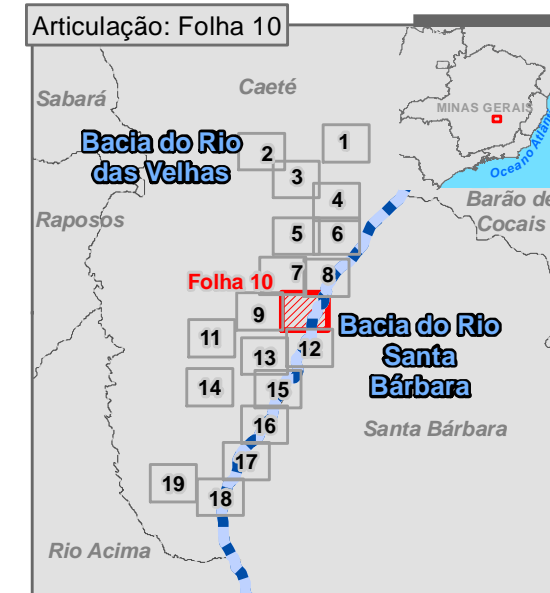 Articulação: Folha 10
Caeté
Sabará
MINAS GERAIS
Oceano Atlân
Bacia do Rio
das Velhas
1
2
3
4
Barão de
Cocais
Raposos
5
6
7
8
Folha 10
9
Bacia do Rio
Santa
Bárbara
11
12
13
14
15
16
Santa Bárbara
17
18
19
Rio Acima